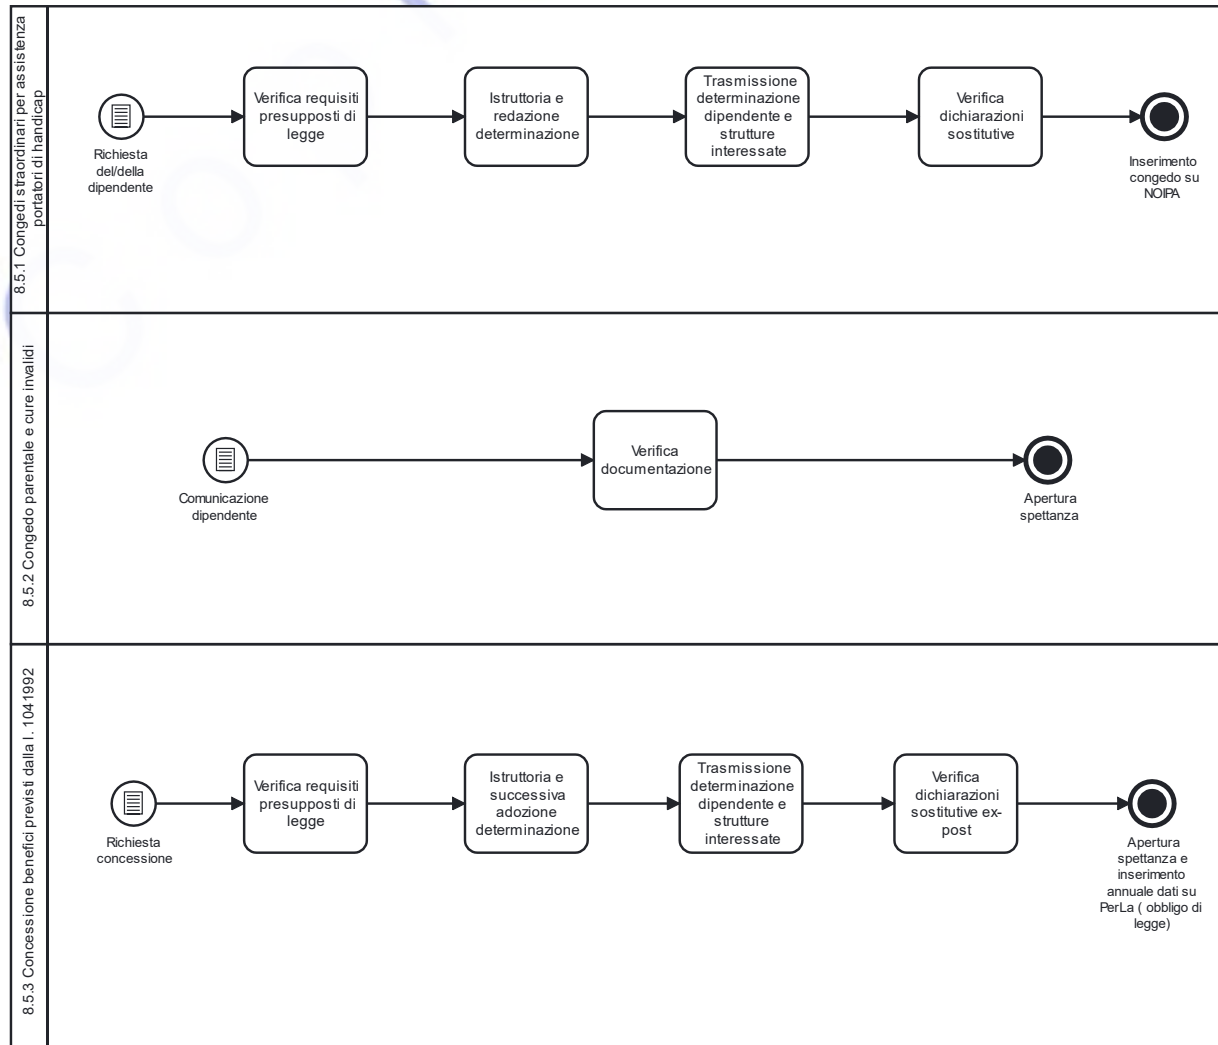 8.5.1 Congedi straordinari per assistenza
portatori di handicap
Richiesta
del/della
dipendente
Verifica requisiti
presupposti di
legge
Istruttoria e
redazione
determinazione
Trasmissione
determinazione
dipendente e
strutture
interessate
Verifica
dichiarazioni
sostitutive
Inserimento
congedo su
NOIPA
8.5.2 Congedo parentale e cure invalidi
Comunicazione
dipendente
Verifica
documentazione
Apertura
spettanza
8.5.3 Concessione benefici previsti dalla l. 1041992
Richiesta
concessione
Verifica requisiti
presupposti di
legge
Istruttoria e
successiva
adozione
determinazione
Trasmissione
determinazione
dipendente e
strutture
interessate
Verifica
dichiarazioni
sostitutive ex-
post
Apertura
spettanza e
inserimento
annuale dati su
PerLa ( obbligo di
legge)